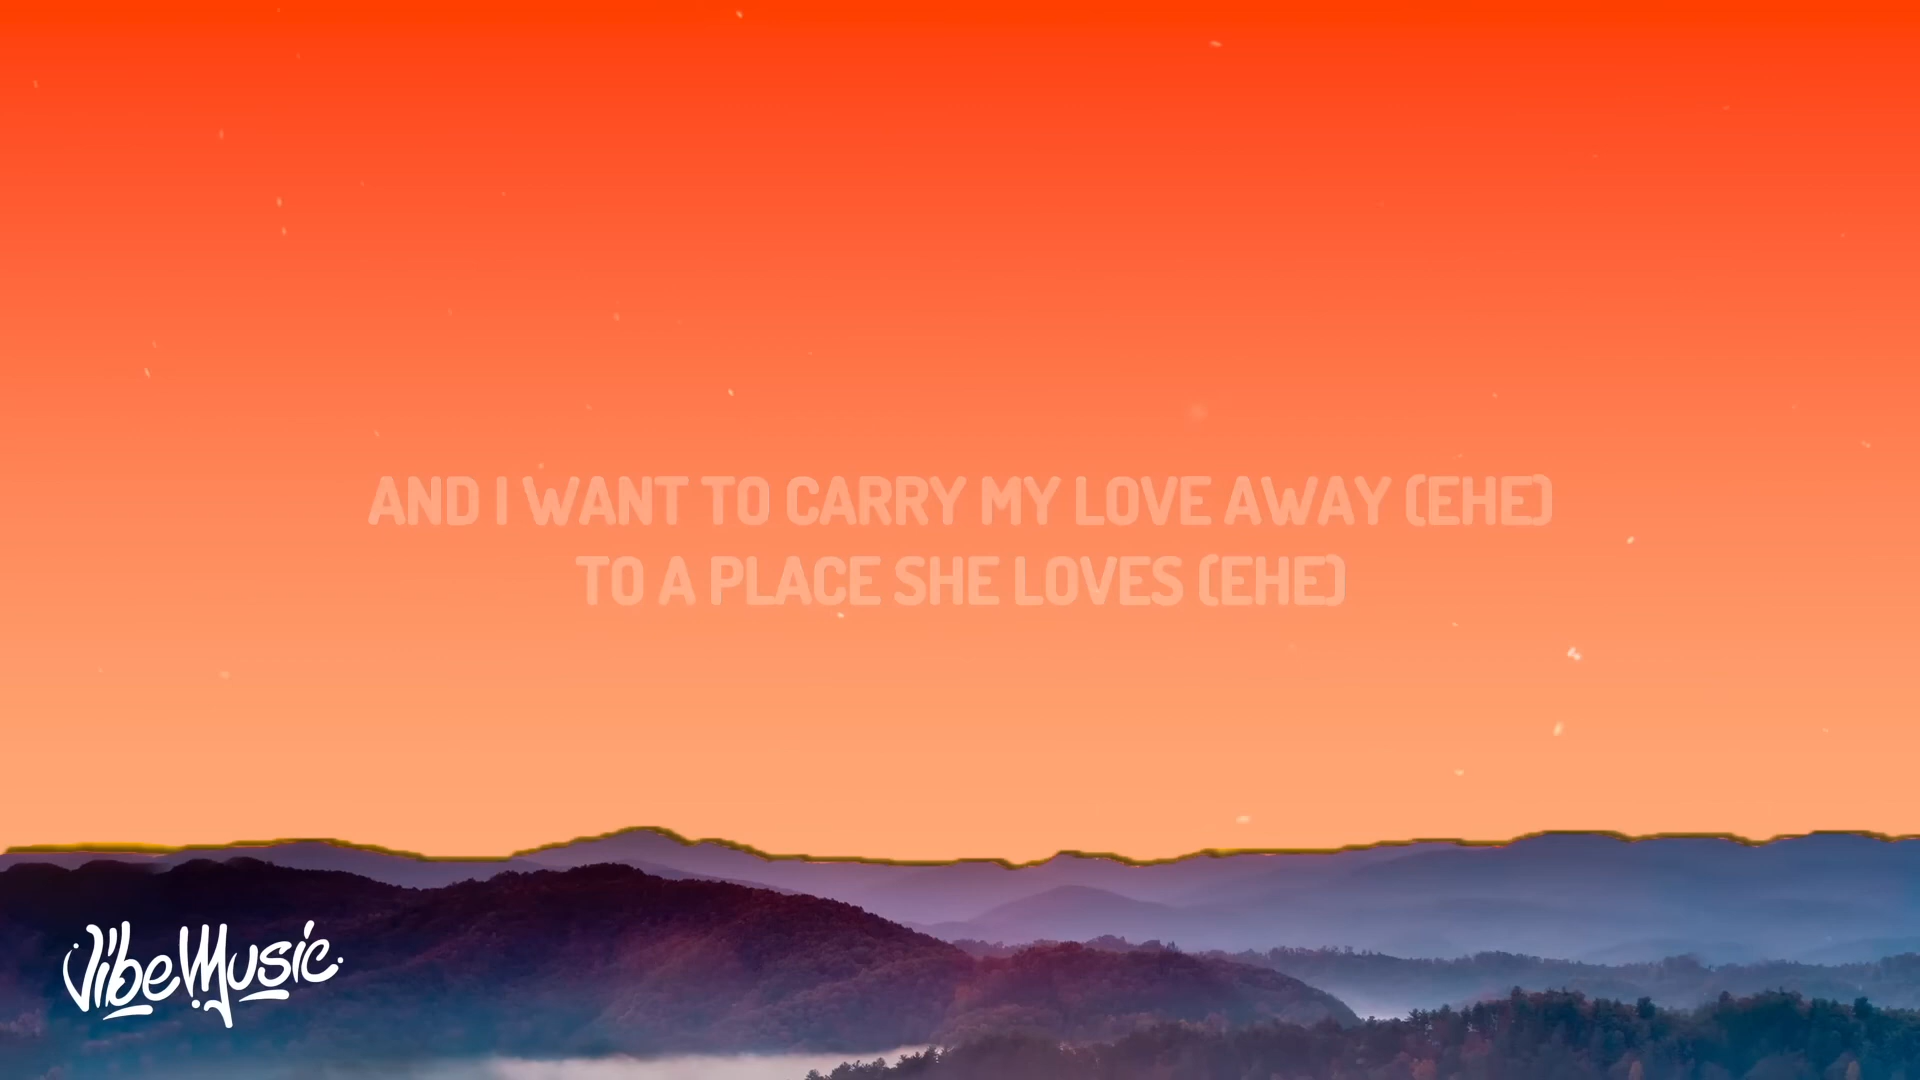 AND I WANT TO CARRY MY LOVE AWAY (EHE)
TO A PLACE SHE LOVES (EHE)
VibeMusic